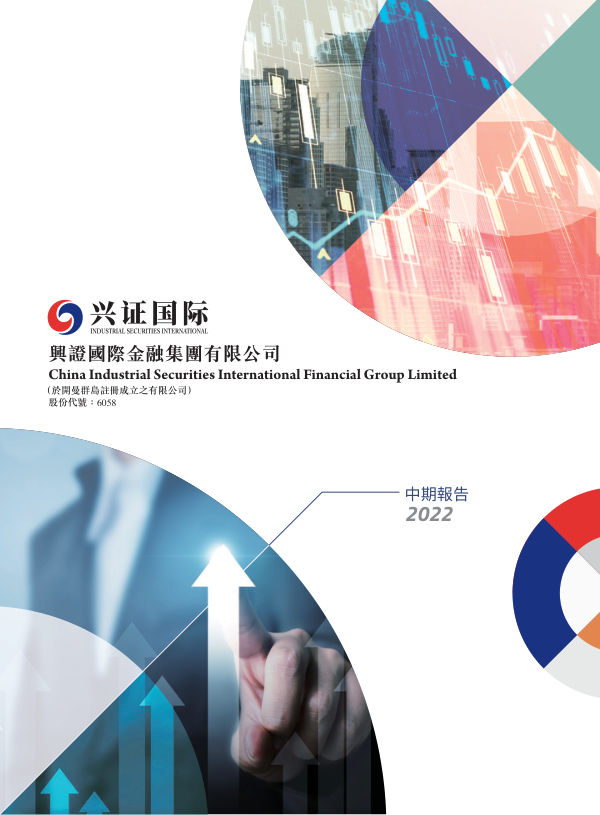 兴证国际
INDUSTRIAL SECURITIES INTERNATIONAL
興證國際金融集團有限公司
China Industrial Securities International Financial Group Limited
(於開曼群島註冊成立之有限公司)
股份代號：6058
中期報告
2022